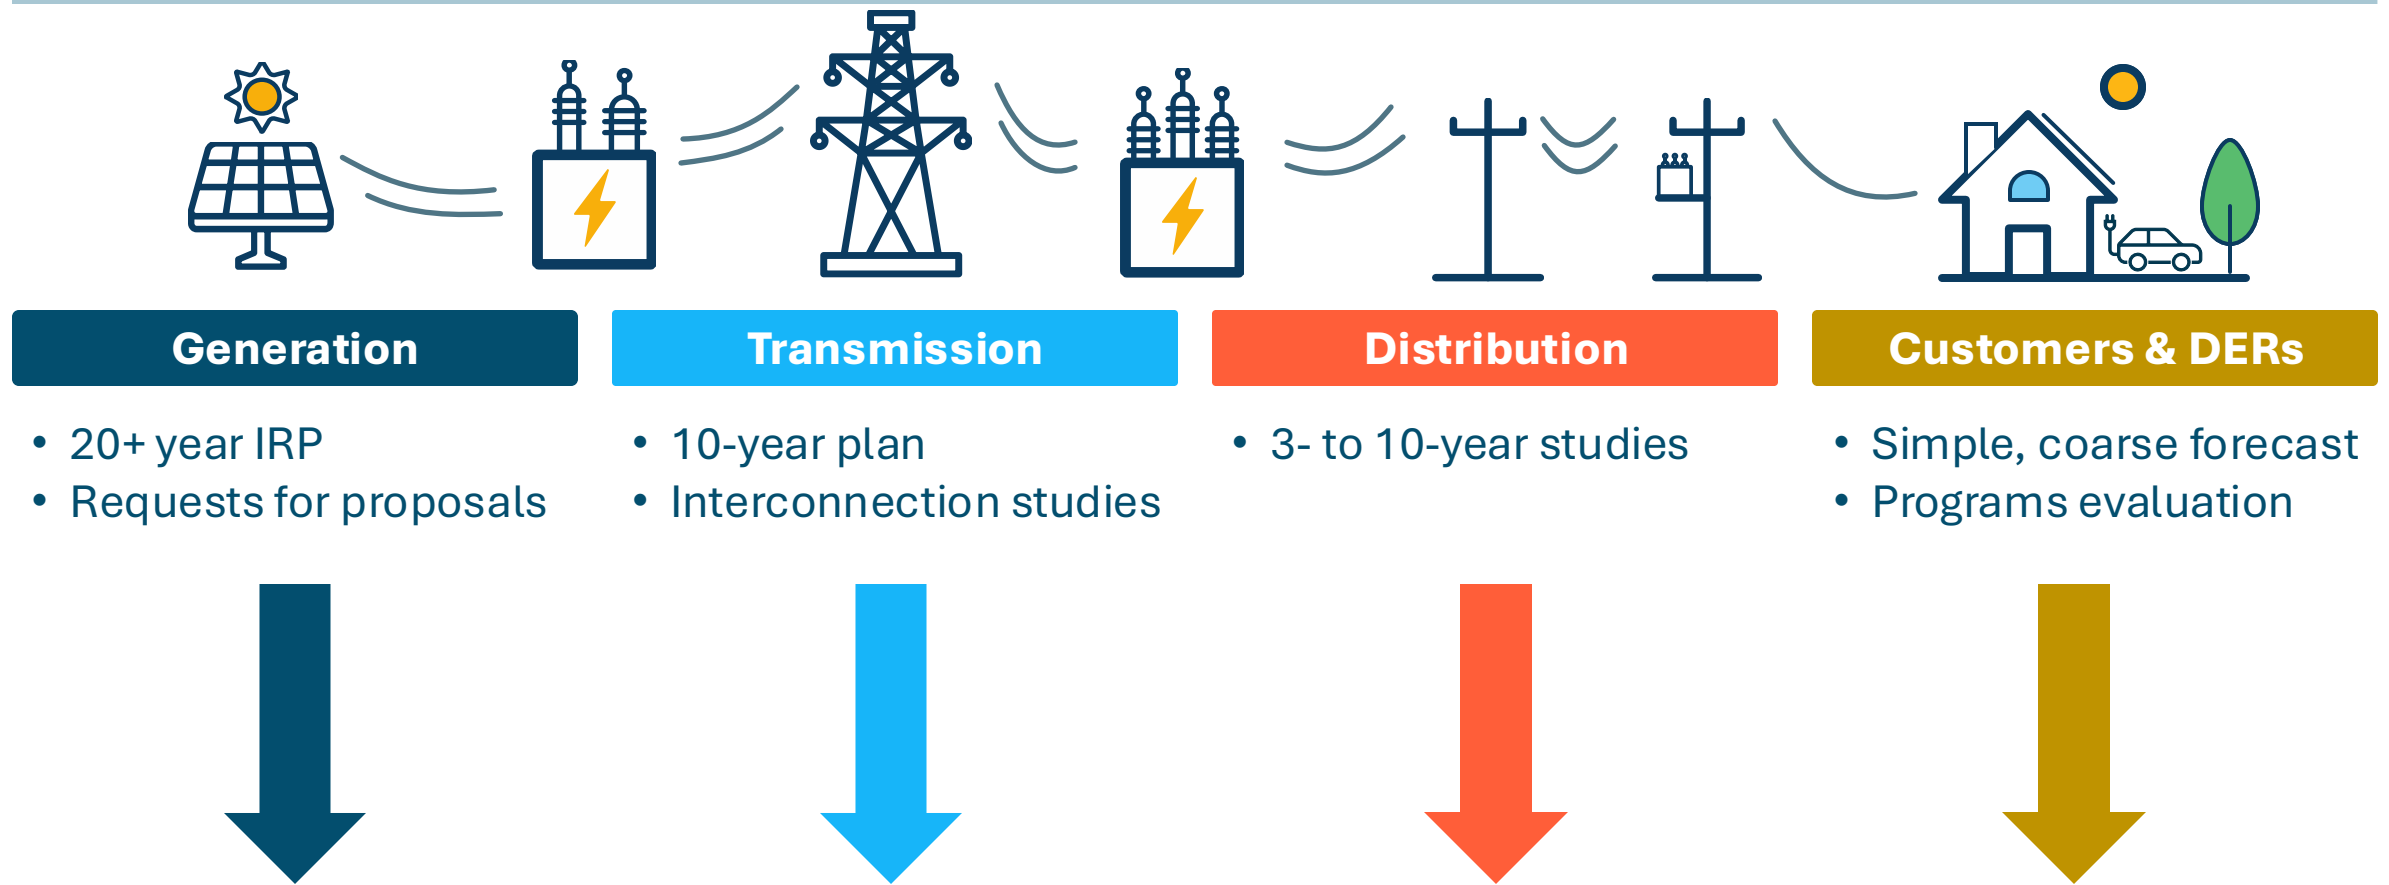 Generation
• 20+ year IRP
• Requests for proposals
Transmission
• 10-year plan
• Interconnection studies
Distribution
• 3- to 10-year studies
Customers & DERs
• Simple, coarse forecast
• Programs evaluation